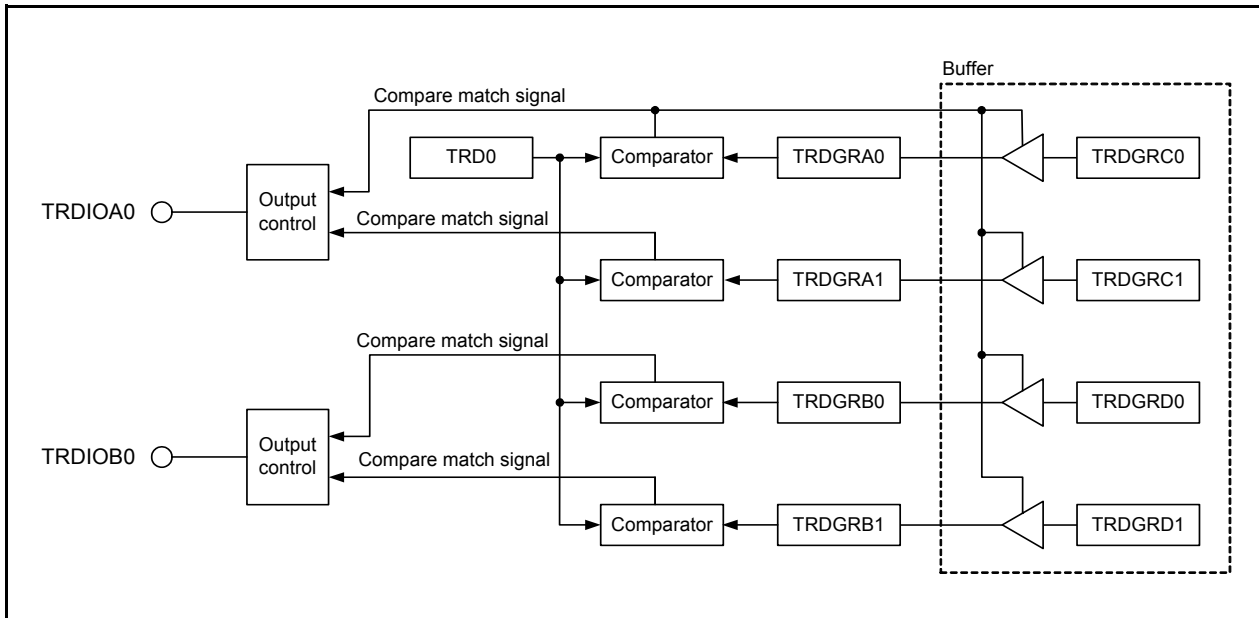 Buffer
Compare match signal
TRD0
Comparator
TRDGRA0
TRDGRC0
TRDIOA0
Output
control
Compare match signal
Comparator
TRDGRA1
TRDGRC1
Compare match signal
Comparator
TRDGRB0
TRDGRD0
TRDIOB0
Output
control
Compare match signal
Comparator
TRDGRB1
TRDGRD1